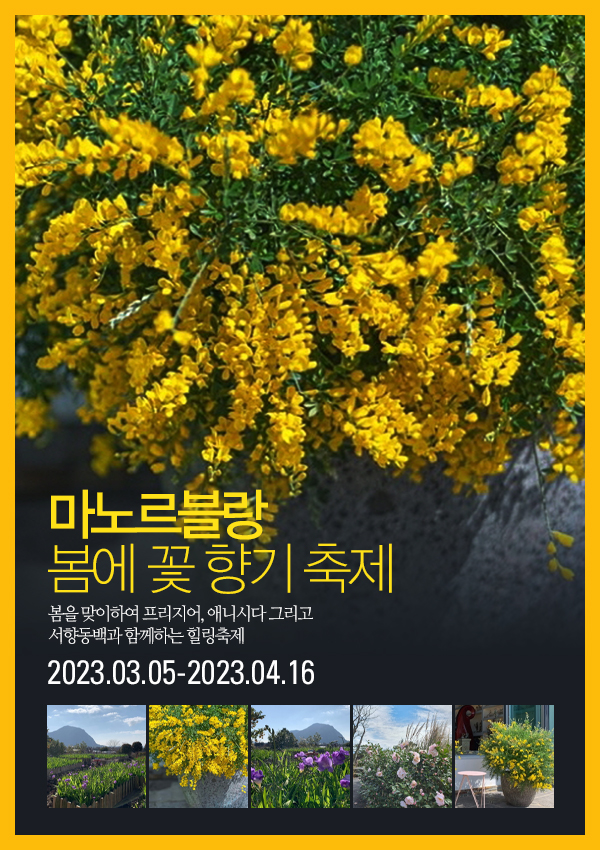 마노르블랑
봄에 꽃 향기 축제
봄을 맞이하여 프리지어, 애니시다 그리고
서향동백과 함께하는 힐링축제
2023.03.05-2023.04.16